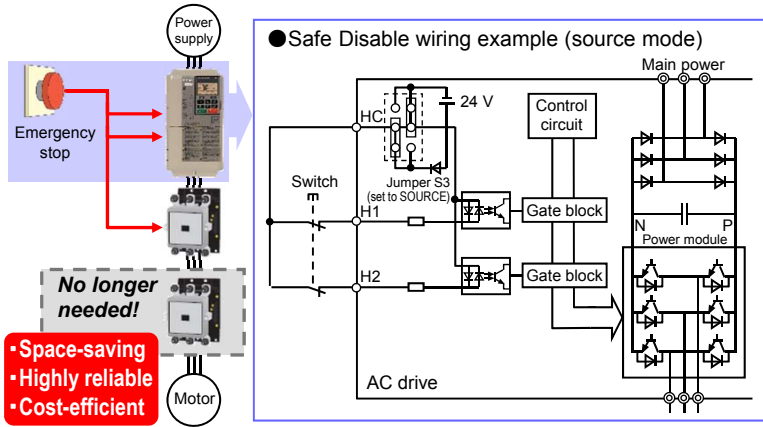 Power
supply
Emergency
stop
No longer
needed!
▪Space-saving
▪Highly reliable
▪Cost-efficient
Motor
●Safe Disable wiring example (source mode)
Main power
24 V
HC
Control
circuit
Jumper S3
(set to SOURCE)
Switch
H1
Gate block
N
P
Power module
H2
Gate block
AC drive